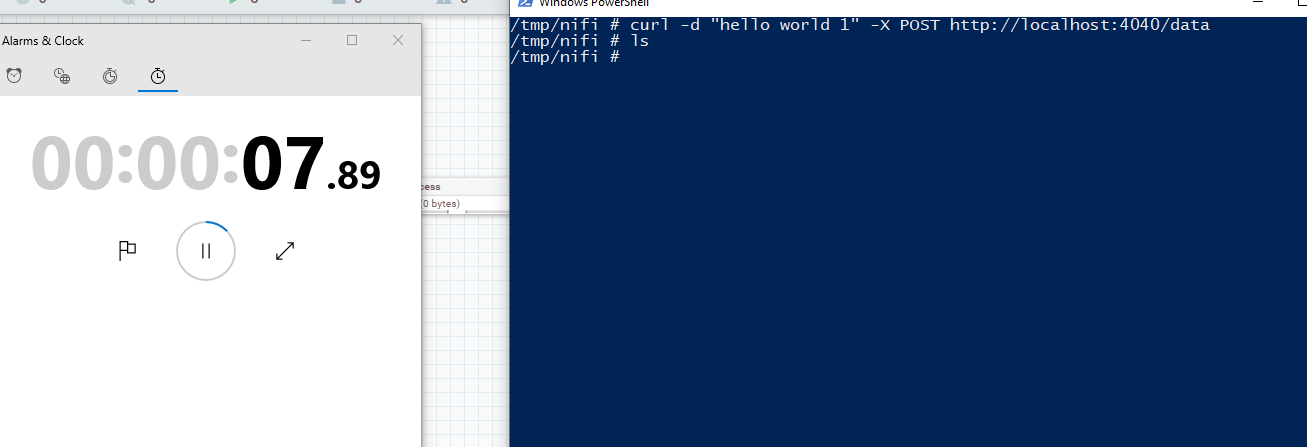 Windows PowerShell
Alarms & Clock
00:00:07.89
cess
(0 bytes)
/tmp/nifi # curl -d "hello world 1" -X POST http://localhost:4040/data
/tmp/nifi # ls
/tmp/nifi #